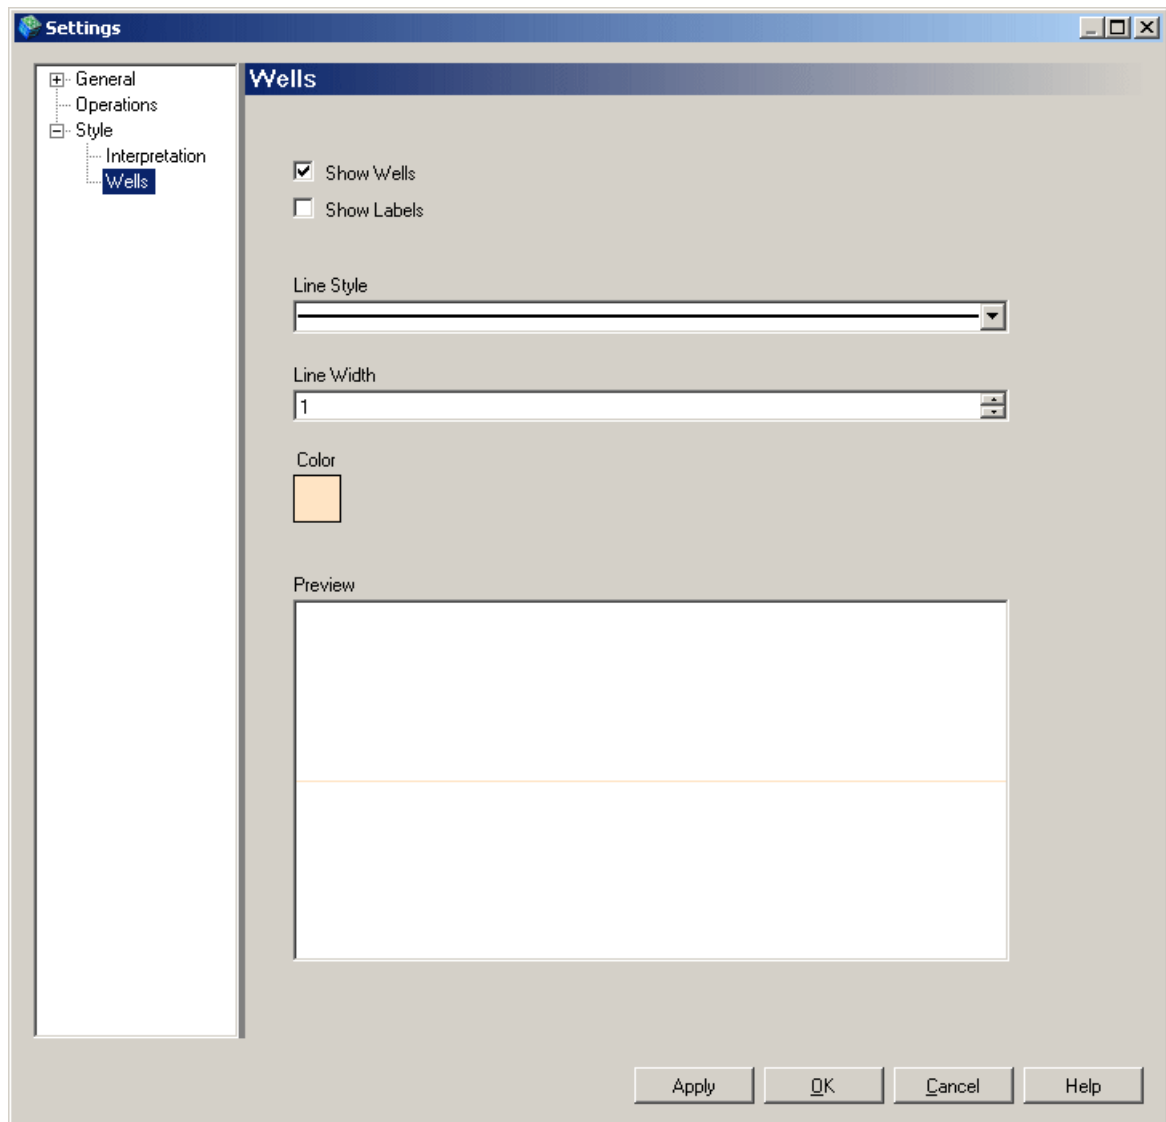 Settings
General
Operations
Style
Interpretation
Wells
Wells
Show Wells
Show Labels
Line Style
Line Width
1
Color
Preview
Apply
OK
Cancel
Help